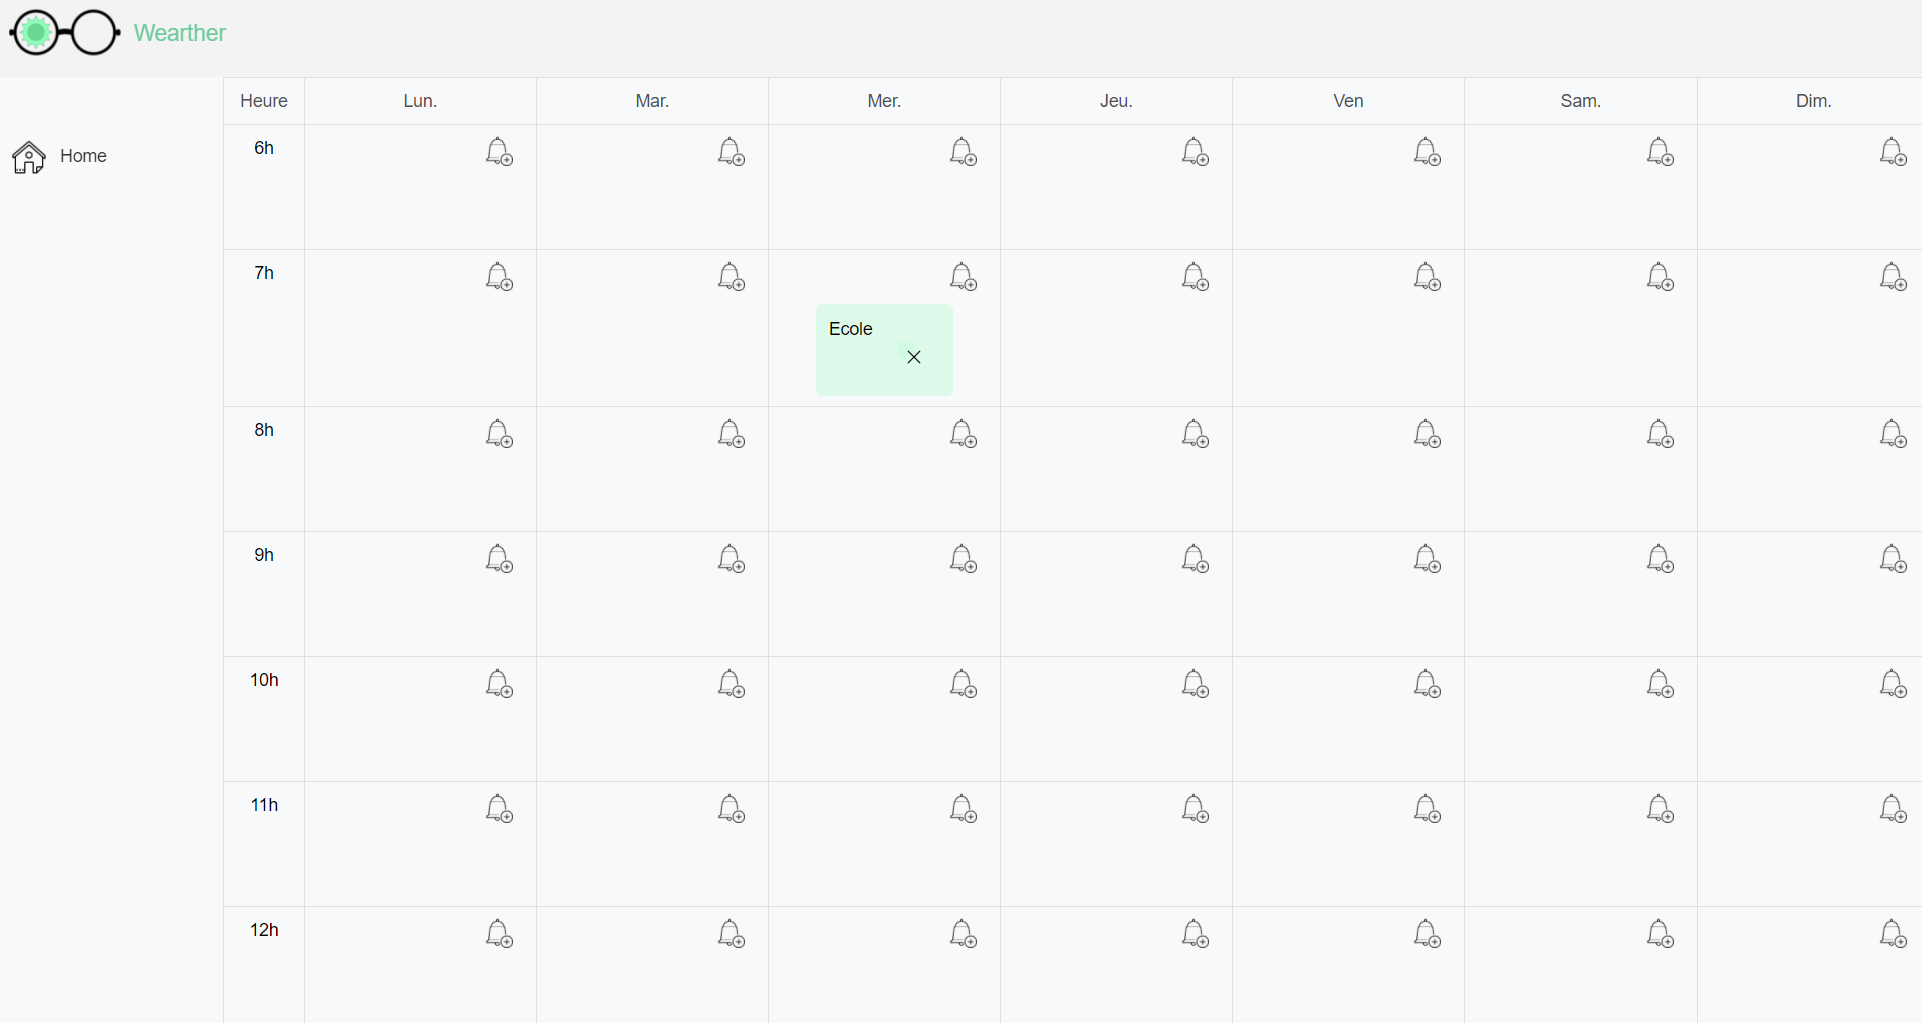 Wearther
Home
Heure Lun. Mar. Mer. Jeu. Ven Sam. Dim.
6h
7h
Ecole
8h
9h
10h
11h
12h